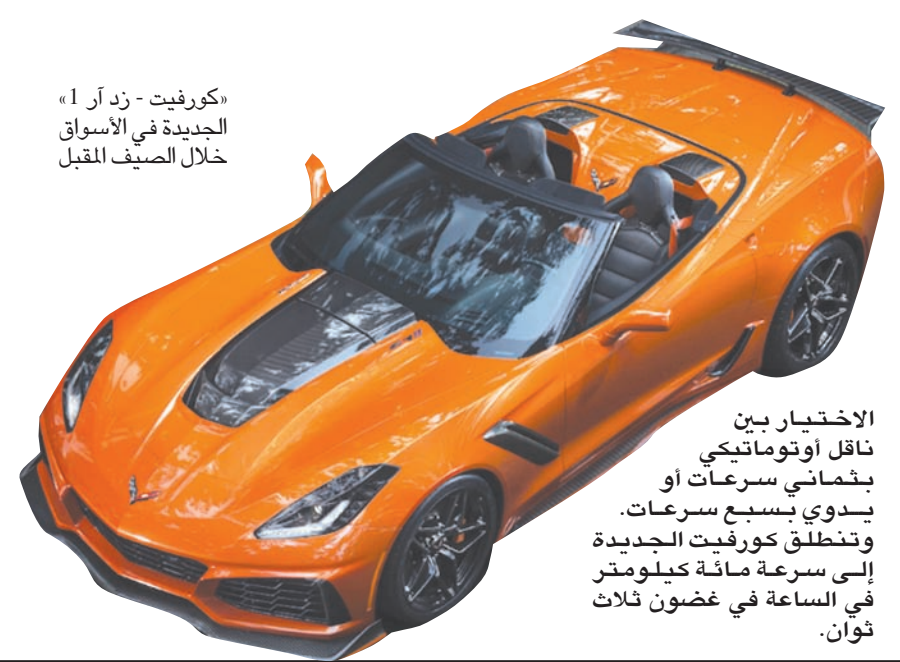 «كورفيت - زد آر 1»
الجديدة في الأسواق
خلال الصيف المقبل
الاختيار بين
ناقل أوتوماتيكي
بثماني سرعات أو
يدوي بسبع سرعات.
وتنطلق كورفيت الجديدة
إلى سرعة مائة كيلومتر
في الساعة في غضون ثلاث
ثوان.